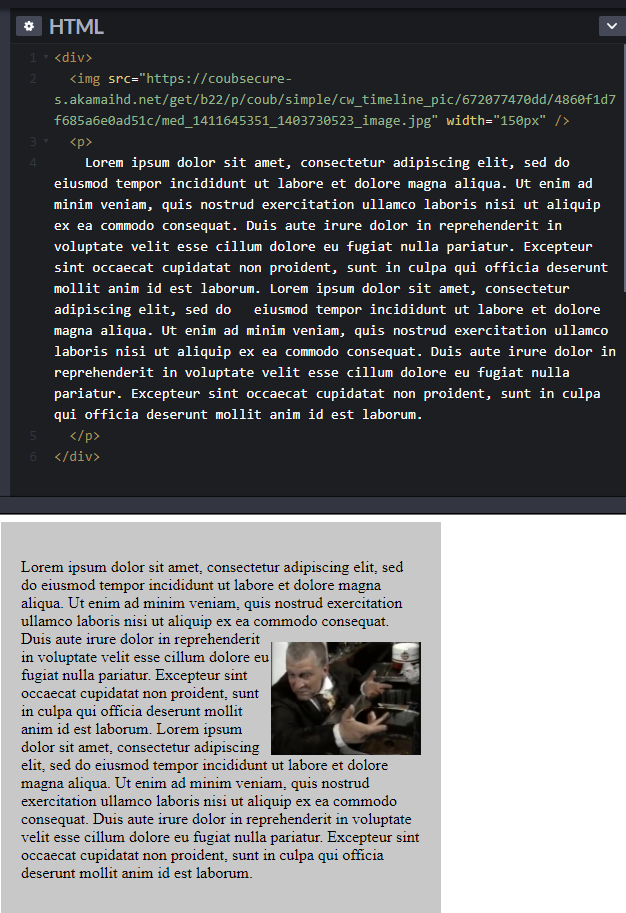 HTML
1 <div>
2 <img src="https://coubsecure-
s.akamaihd.net/get/b22/p/coub/simple/cw_timeline_pic/672077470dd/4860f1d7
f685a6e0ad51c/med_1411645351_1403730523_image.jpg" width="150px" />
3 <p>
4 Lorem ipsum dolor sit amet, consectetur adipiscing elit, sed do
eiusmod tempor incididunt ut labore et dolore magna aliqua. Ut enim ad
minim veniam, quis nostrud exercitation ullamco laboris nisi ut aliquip
ex ea commodo consequat. Duis aute irure dolor in reprehenderit in
voluptate velit esse cillum dolore eu fugiat nulla pariatur. Excepteur
sint occaecat cupidatat non proident, sunt in culpa qui officia deserunt
mollit anim id est laborum. Lorem ipsum dolor sit amet, consectetur
adipiscing elit, sed do   eiusmod tempor incididunt ut labore et dolore
magna aliqua. Ut enim ad minim veniam, quis nostrud exercitation ullamco
laboris nisi ut aliquip ex ea commodo consequat. Duis aute irure dolor in
reprehenderit in voluptate velit esse cillum dolore eu fugiat nulla
pariatur. Excepteur sint occaecat cupidatat non proident, sunt in culpa
qui officia deserunt mollit anim id est laborum.
5 </p>
6 </div>
Lorem ipsum dolor sit amet, consectetur adipiscing elit, sed
do eiusmod tempor incididunt ut labore et dolore magna
aliqua. Ut enim ad minim veniam, quis nostrud exercitation
ullamco laboris nisi ut aliquip ex ea commodo consequat.
Duis aute irure dolor in reprehenderit
in voluptate velit esse cillum dolore eu
fugiat nulla pariatur. Excepteur sint
occaecat cupidatat non proident, sunt
in culpa qui officia deserunt mollit
anim id est laborum. Lorem ipsum
dolor sit amet, consectetur adipiscing
elit, sed do eiusmod tempor incididunt ut labore et dolore
magna aliqua. Ut enim ad minim veniam, quis nostrud
exercitation ullamco laboris nisi ut aliquip ex ea commodo
consequat. Duis aute irure dolor in reprehenderit in voluptate
velit esse cillum dolore eu fugiat nulla pariatur. Excepteur sint
occaecat cupidatat non proident, sunt in culpa qui officia
deserunt mollit anim id est laborum.